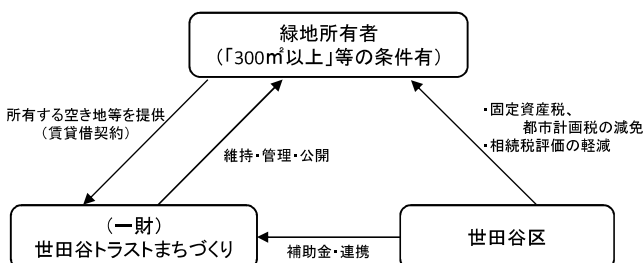 緑地所有者
(「300㎡以上」等の条件有)
所有する空き地等を提供
(賃貸借契約)
維持・管理・公開
・固定資産税、
都市計画税の減免
・相続税評価の軽減
(一財)
世田谷トラストまちづくり
補助金・連携
世田谷区